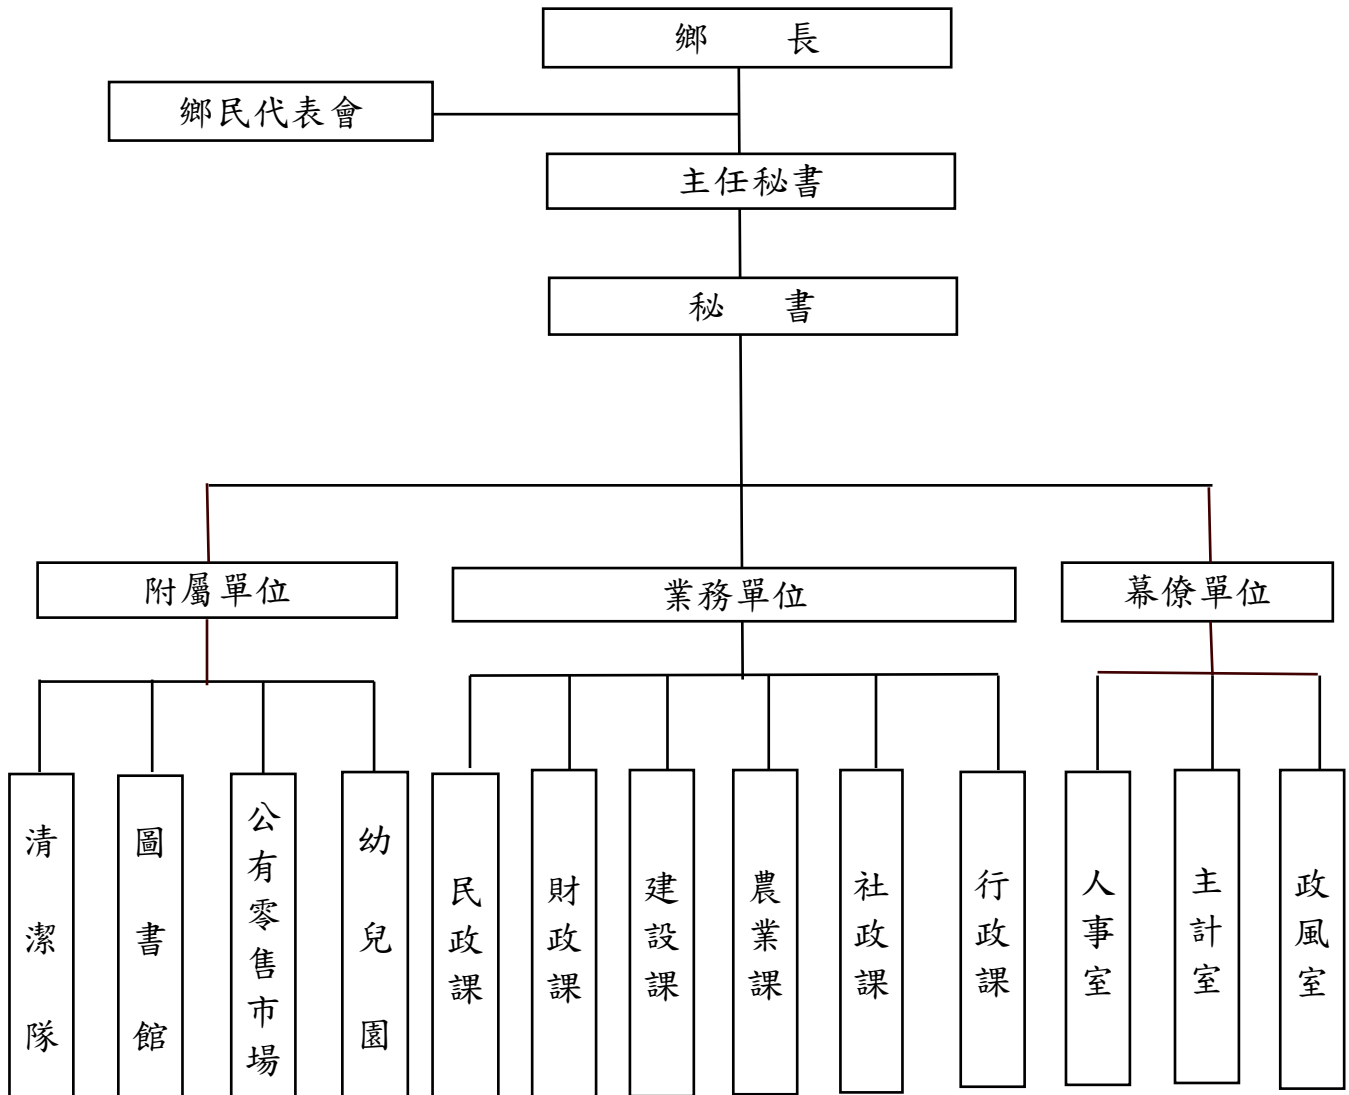 鄉　　長
鄉民代表會
主任秘書
秘　　書
附屬單位
業務單位
幕僚單位
清潔隊
圖書館
公有零售市場
幼兒園
民政課
財政課
建設課
農業課
社政課
行政課
人事室
主計室
政風室